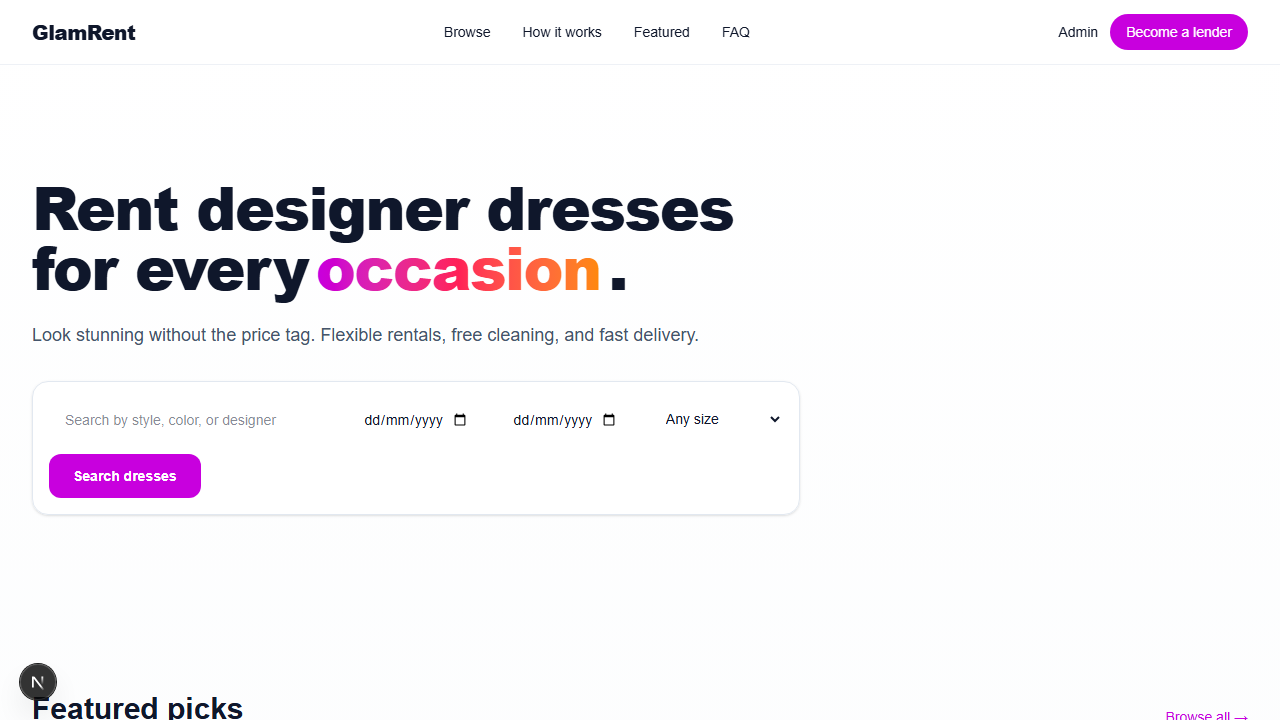 GlamRent
Browse
How it works
Featured
FAQ
Admin
Become a lender
Rent designer dresses
for every occasion.
Look stunning without the price tag. Flexible rentals, free cleaning, and fast delivery.
Search by style, color, or designer
dd/mm/yyyy
dd/mm/yyyy
Any size
Search dresses
N
Featured picks
Browse all →